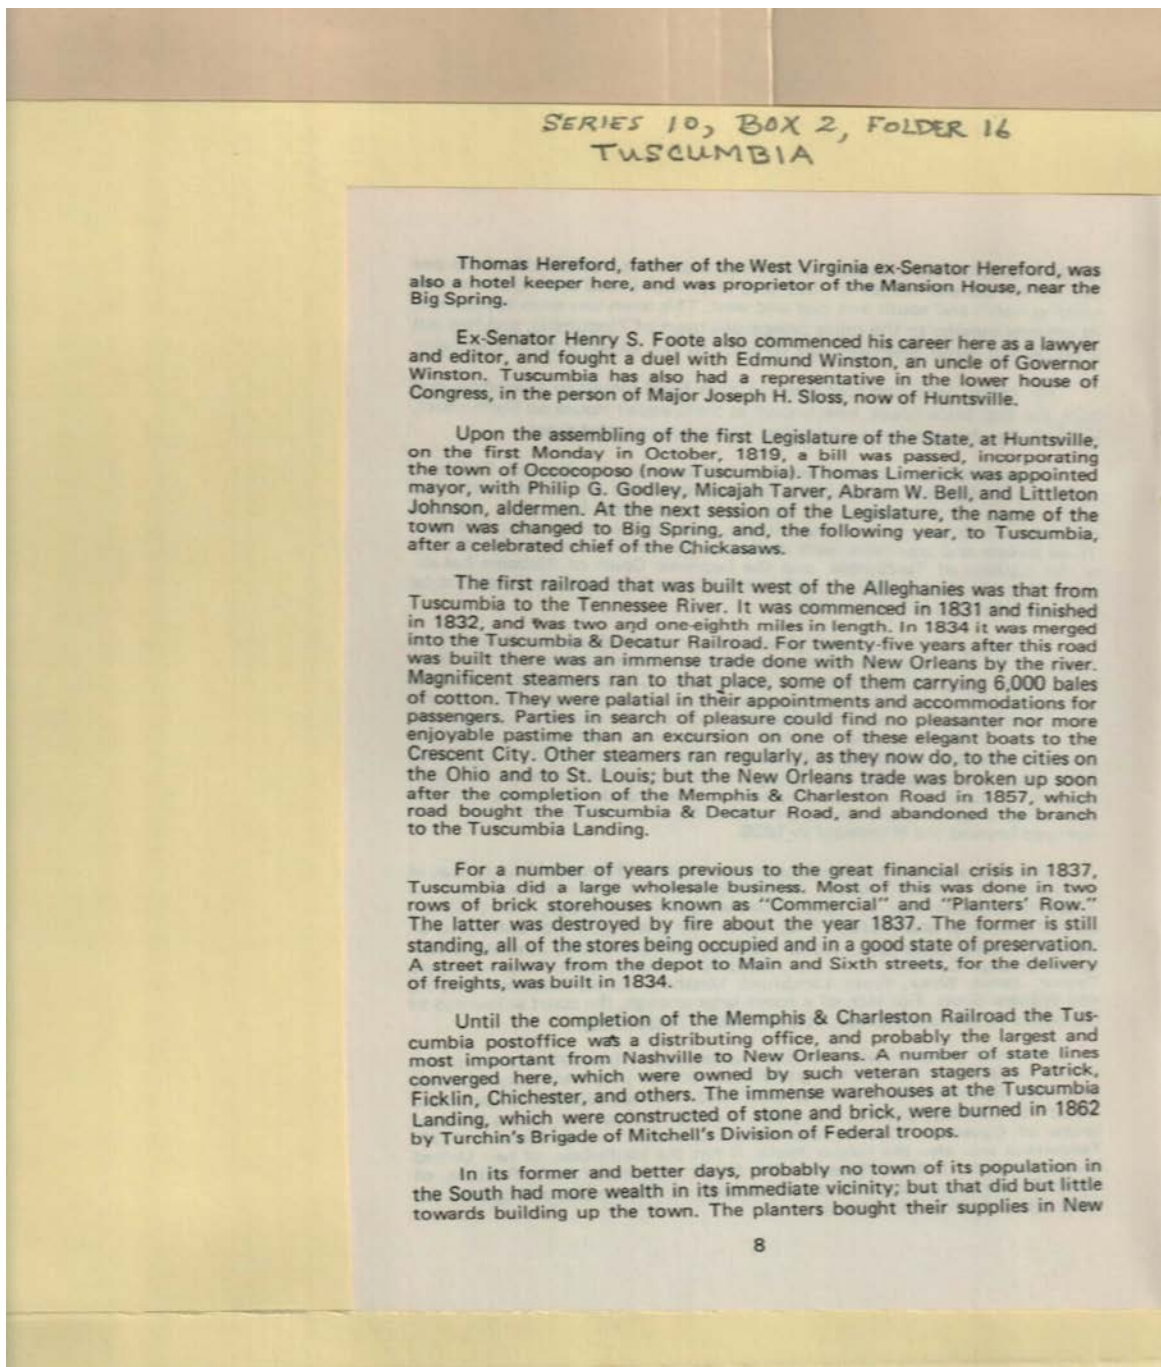 SERIES 10, BOX 2, FOLDER 16
TUSCUMBIA
Thomas Hereford, father of the West Virginia ex-Senator Hereford, was
also a hotel keeper here, and was proprietor of the Mansion House, near the
Big Spring.
Ex-Senator Henry S. Foote also commenced his career here as a lawyer
and editor, and fought a duel with Edmund Winston, an uncle of Governor
Winston. Tuscumbia has also had a representative in the lower house of
Congress, in the person of Major Joseph H. Sloss, now of Huntsville.
Upon the assembling of the first Legislature of the State, at Huntsville,
on the first Monday in October, 1819, a bill was passed, incorporating
the town of Occocoposo (now Tuscumbia). Thomas Limerick was appointed
mayor, with Philip G. Godley, Micajah Tarver, Abram W. Bell, and Littleton
Johnson, aldermen. At the next session of the Legislature, the name of the
town was changed to Big Spring, and, the following year, to Tuscumbia,
after a celebrated chief of the Chickasaws.
The first railroad that was built west of the Alleghanies was that from
Tuscumbia to the Tennessee River. It was commenced in 1831 and finished
in 1832, and was two and one-eighth miles in length. In 1834 it was merged
into the Tuscumbia & Decatur Railroad. For twenty-five years after this road
was built there was an immense trade done with New Orleans by the river.
Magnificent steamers ran to that place, some of them carrying 6,000 bales
of cotton. They were palatial in their appointments and accommodations for
passengers. Parties in search of pleasure could find no pleasanter nor more
enjoyable pastime than an excursion on one of these elegant boats to the
Crescent City. Other steamers ran regularly, as they now do, to the cities on
the Ohio and to St. Louis; but the New Orleans trade was broken up soon
after the completion of the Memphis & Charleston Road in 1857, which
road bought the Tuscumbia & Decatur Road, and abandoned the branch
to the Tuscumbia Landing.
For a number of years previous to the great financial crisis in 1837,
Tuscumbia did a large wholesale business. Most of this was done in two
rows of brick storehouses known as "Commercial" and "Planters' Row."
The latter was destroyed by fire about the year 1837. The former is still
standing, all of the stores being occupied and in a good state of preservation.
A street railway from the depot to Main and Sixth streets, for the delivery
of freights, was built in 1834.
Until the completion of the Memphis & Charleston Railroad the Tus-
cumbia postoffice was a distributing office, and probably the largest and
most important from Nashville to New Orleans. A number of state lines
converged here, which were owned by such veteran stagers as Patrick,
Ficklin, Chichester, and others. The immense warehouses at the Tuscumbia
Landing, which were constructed of stone and brick, were burned in 1862
by Turchin's Brigade of Mitchell's Division of Federal troops.
In its former and better days, probably no town of its population in
the South had more wealth in its immediate vicinity; but that did but little
towards building up the town. The planters bought their supplies in New
8